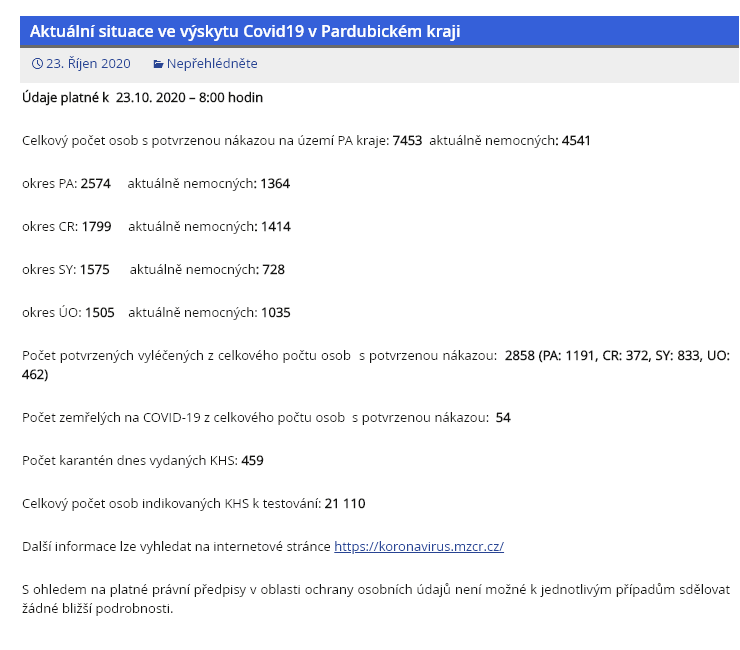 Aktuální situace ve výskytu Covid19 v Pardubickém kraji
23. Říjen 2020 Nepřehlédněte
Údaje platné k 23.10. 2020 – 8:00 hodin
Celkový počet osob s potvrzenou nákazou na území PA kraje: 7453 aktuálně nemocných: 4541
okres PA: 2574 aktuálně nemocných: 1364
okres CR: 1799 aktuálně nemocných: 1414
okres SY: 1575 aktuálně nemocných: 728
okres ÚO: 1505 aktuálně nemocných: 1035
Počet potvrzených vyléčených z celkového počtu osob s potvrzenou nákazou: 2858 (PA: 1191, CR: 372, SY: 833, UO:
462)
Počet zemřelých na COVID-19 z celkového počtu osob s potvrzenou nákazou: 54
Počet karantén dnes vydaných KHS: 459
Celkový počet osob indikovaných KHS k testování: 21 110
Další informace lze vyhledat na internetové stránce https://koronavirus.mzcr.cz/
S ohledem na platné právní předpisy v oblasti ochrany osobních údajů není možné k jednotlivým případům sdělovat
žádné bližší podrobnosti.